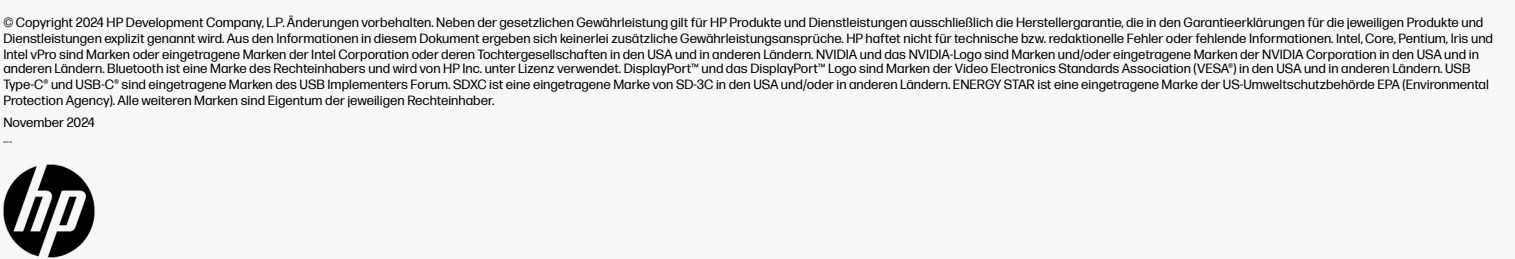 © Copyright 2024 HP Development Company, L.P. Änderungen vorbehalten. Neben der gesetzlichen Gewährleistung gilt für HP Produkte und Dienstleistungen ausschließlich die Herstellergarantie, die in den Garantieerklärungen für die jeweiligen Produkte und
Dienstleistungen explizit genannt wird. Aus den Informationen in diesem Dokument ergeben sich keinerlei zusätzliche Gewährleistungsansprüche. HP haftet nicht für technische bzw. redaktionelle Fehler oder fehlende Informationen. Intel, Core, Pentium, Iris und
Intel vPro sind Marken oder eingetragene Marken der Intel Corporation oder deren Tochtergesellschaften in den USA und in anderen Ländern. NVIDIA und das NVIDIA-Logo sind Marken und/oder eingetragene Marken der NVIDIA Corporation in den USA und in
anderen Ländern. Bluetooth ist eine Marke des Rechteinhabers und wird von HP Inc. unter Lizenz verwendet. DisplayPort™ und das DisplayPort™ Logo sind Marken der Video Electronics Standards Association (VESA®) in den USA und in anderen Ländern. USB
Type-C® und USB-C® sind eingetragene Marken des USB Implementers Forum. SDXC ist eine eingetragene Marke von SD-3C in den USA und/oder in anderen Ländern. ENERGY STAR ist eine eingetragene Marke der US-Umweltschutzbehörde EPA (Environmental
Protection Agency). Alle weiteren Marken sind Eigentum der jeweiligen Rechteinhaber.
November 2024
hp